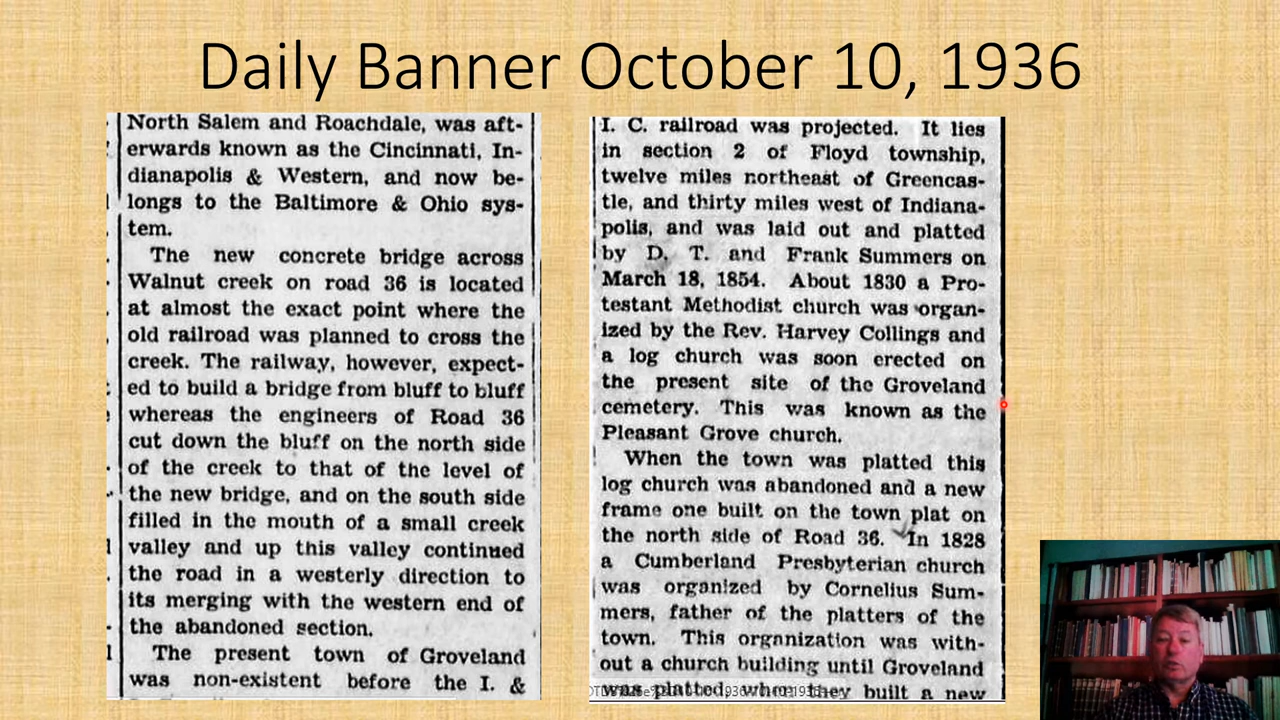 Daily Banner October 10, 1936
North Salem and Roachdale, was aft-
erwards known as the Cincinnati, In-
dianapolis & Western, and now be-
longs to the Baltimore & Ohio sys-
tem.
The new concrete bridge across
Walnut creek on road 36 is located
at almost the exact point where the
old railroad was planned to cross the
creek. The railway, however, expect-
ed to build a bridge from bluff to bluff
whereas the engineers of Road 36
cut down the bluff on the north side
of the creek to that of the level of
the new bridge, and on the south side
filled in the mouth of a small creek
valley and up this valley continued
the road in a westerly direction to
its merging with the western end of
the abandoned section.
The present town of Groveland
was non-existent before the I. &
I. C. railroad was projected. It lies
in section 2 of Floyd township,
twelve miles northeast of Greencas-
tle, and thirty miles west of Indiana-
polis, and was laid out and platted
by D. T. and Frank Summers on
March 18, 1854. About 1830 a Pro-
testant Methodist church was organ-
ized by the Rev. Harvey Collings and
a log church was soon erected on
the present site of the Groveland
cemetery. This was known as the
Pleasant Grove church.
When the town was platted this
log church was abandoned and a new
frame one built on the town plat on
the north side of Road 36. In 1828
a Cumberland Presbyterian church
was organized by Cornelius Sum-
mers, father of the platters of the
town. This organization was with-
out a church building until Groveland
was platted, when they built a new